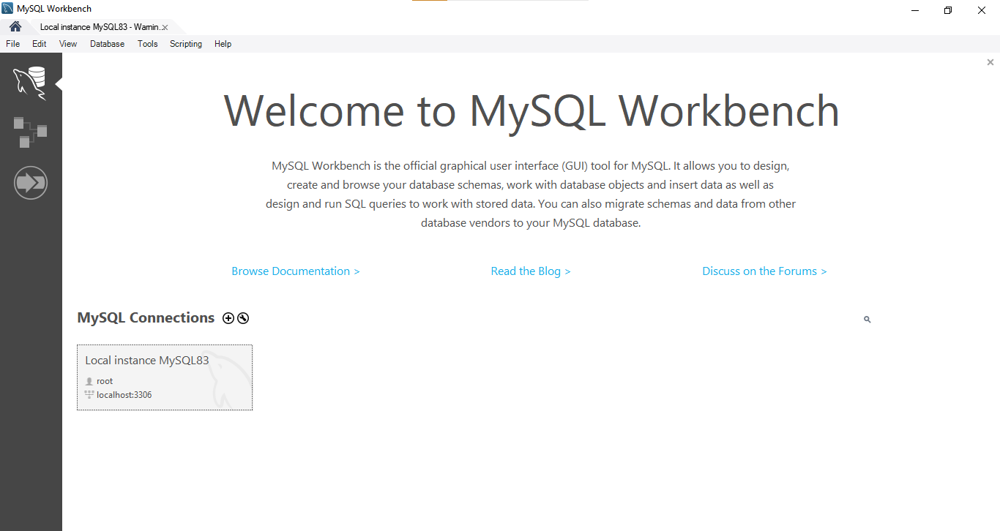 MySQL Workbench
Local instance MySQL83 - Warnin...
File Edit View Database Tools Scripting Help
Welcome to MySQL Workbench
MySQL Workbench is the official graphical user interface (GUI) tool for MySQL. It allows you to design,
create and browse your database schemas, work with database objects and insert data as well as
design and run SQL queries to work with stored data. You can also migrate schemas and data from other
database vendors to your MySQL database.
Browse Documentation > Read the Blog > Discuss on the Forums >
MySQL Connections
Local instance MySQL83
root
localhost:3306